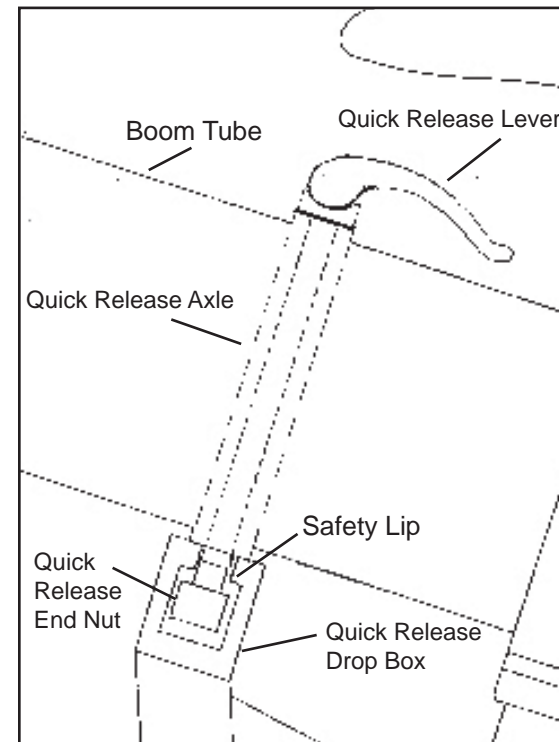 Boom Tube
Quick Release Lever
Quick Release Axle
Safety Lip
Quick
Release
End Nut
Quick Release
Drop Box